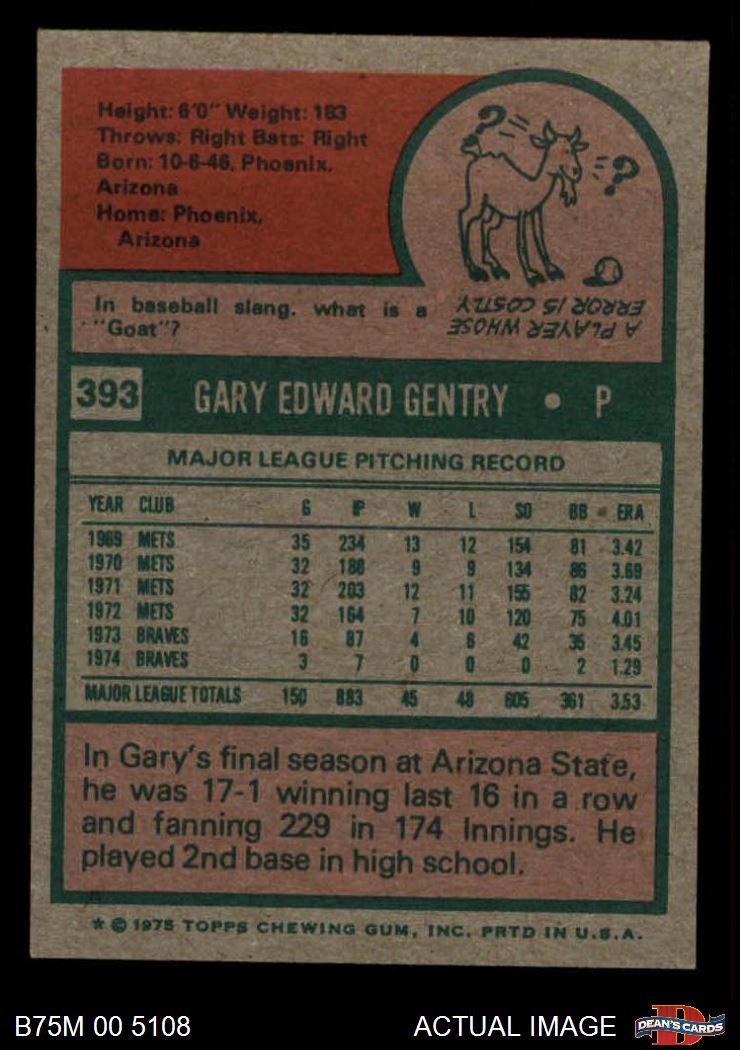 Height: 6'0" Weight: 183
Throws: Right Bats: Right
Born: 10-6-46, Phoenix,
Arizona
Home: Phoenix,
Arizona
? ?
In baseball slang, what is a
"Goat"?
A PLAYER WHOSE
ERROR IS COSTLY.
393 GARY EDWARD GENTRY • P
MAJOR LEAGUE PITCHING RECORD
YEAR CLUB G IP W L SO BB ERA
1969 METS 35 234 13 12 154 81 3.42
1970 METS 32 188 9 9 134 86 3.69
1971 METS 32 203 12 11 155 82 3.24
1972 METS 32 164 7 10 120 75 4.01
1973 BRAVES 16 87 4 6 42 35 3.45
1974 BRAVES 3 7 0 0 0 2 1.29
MAJOR LEAGUE TOTALS 150 883 45 48 605 361 3.53
In Gary's final season at Arizona State,
he was 17-1 winning last 16 in a row
and fanning 229 in 174 Innings. He
played 2nd base in high school.
* © 1975 TOPPS CHEWING GUM, INC. PRTD IN U.S.A.
B75M 00 5108 ACTUAL IMAGE D DEAN'S CARDS